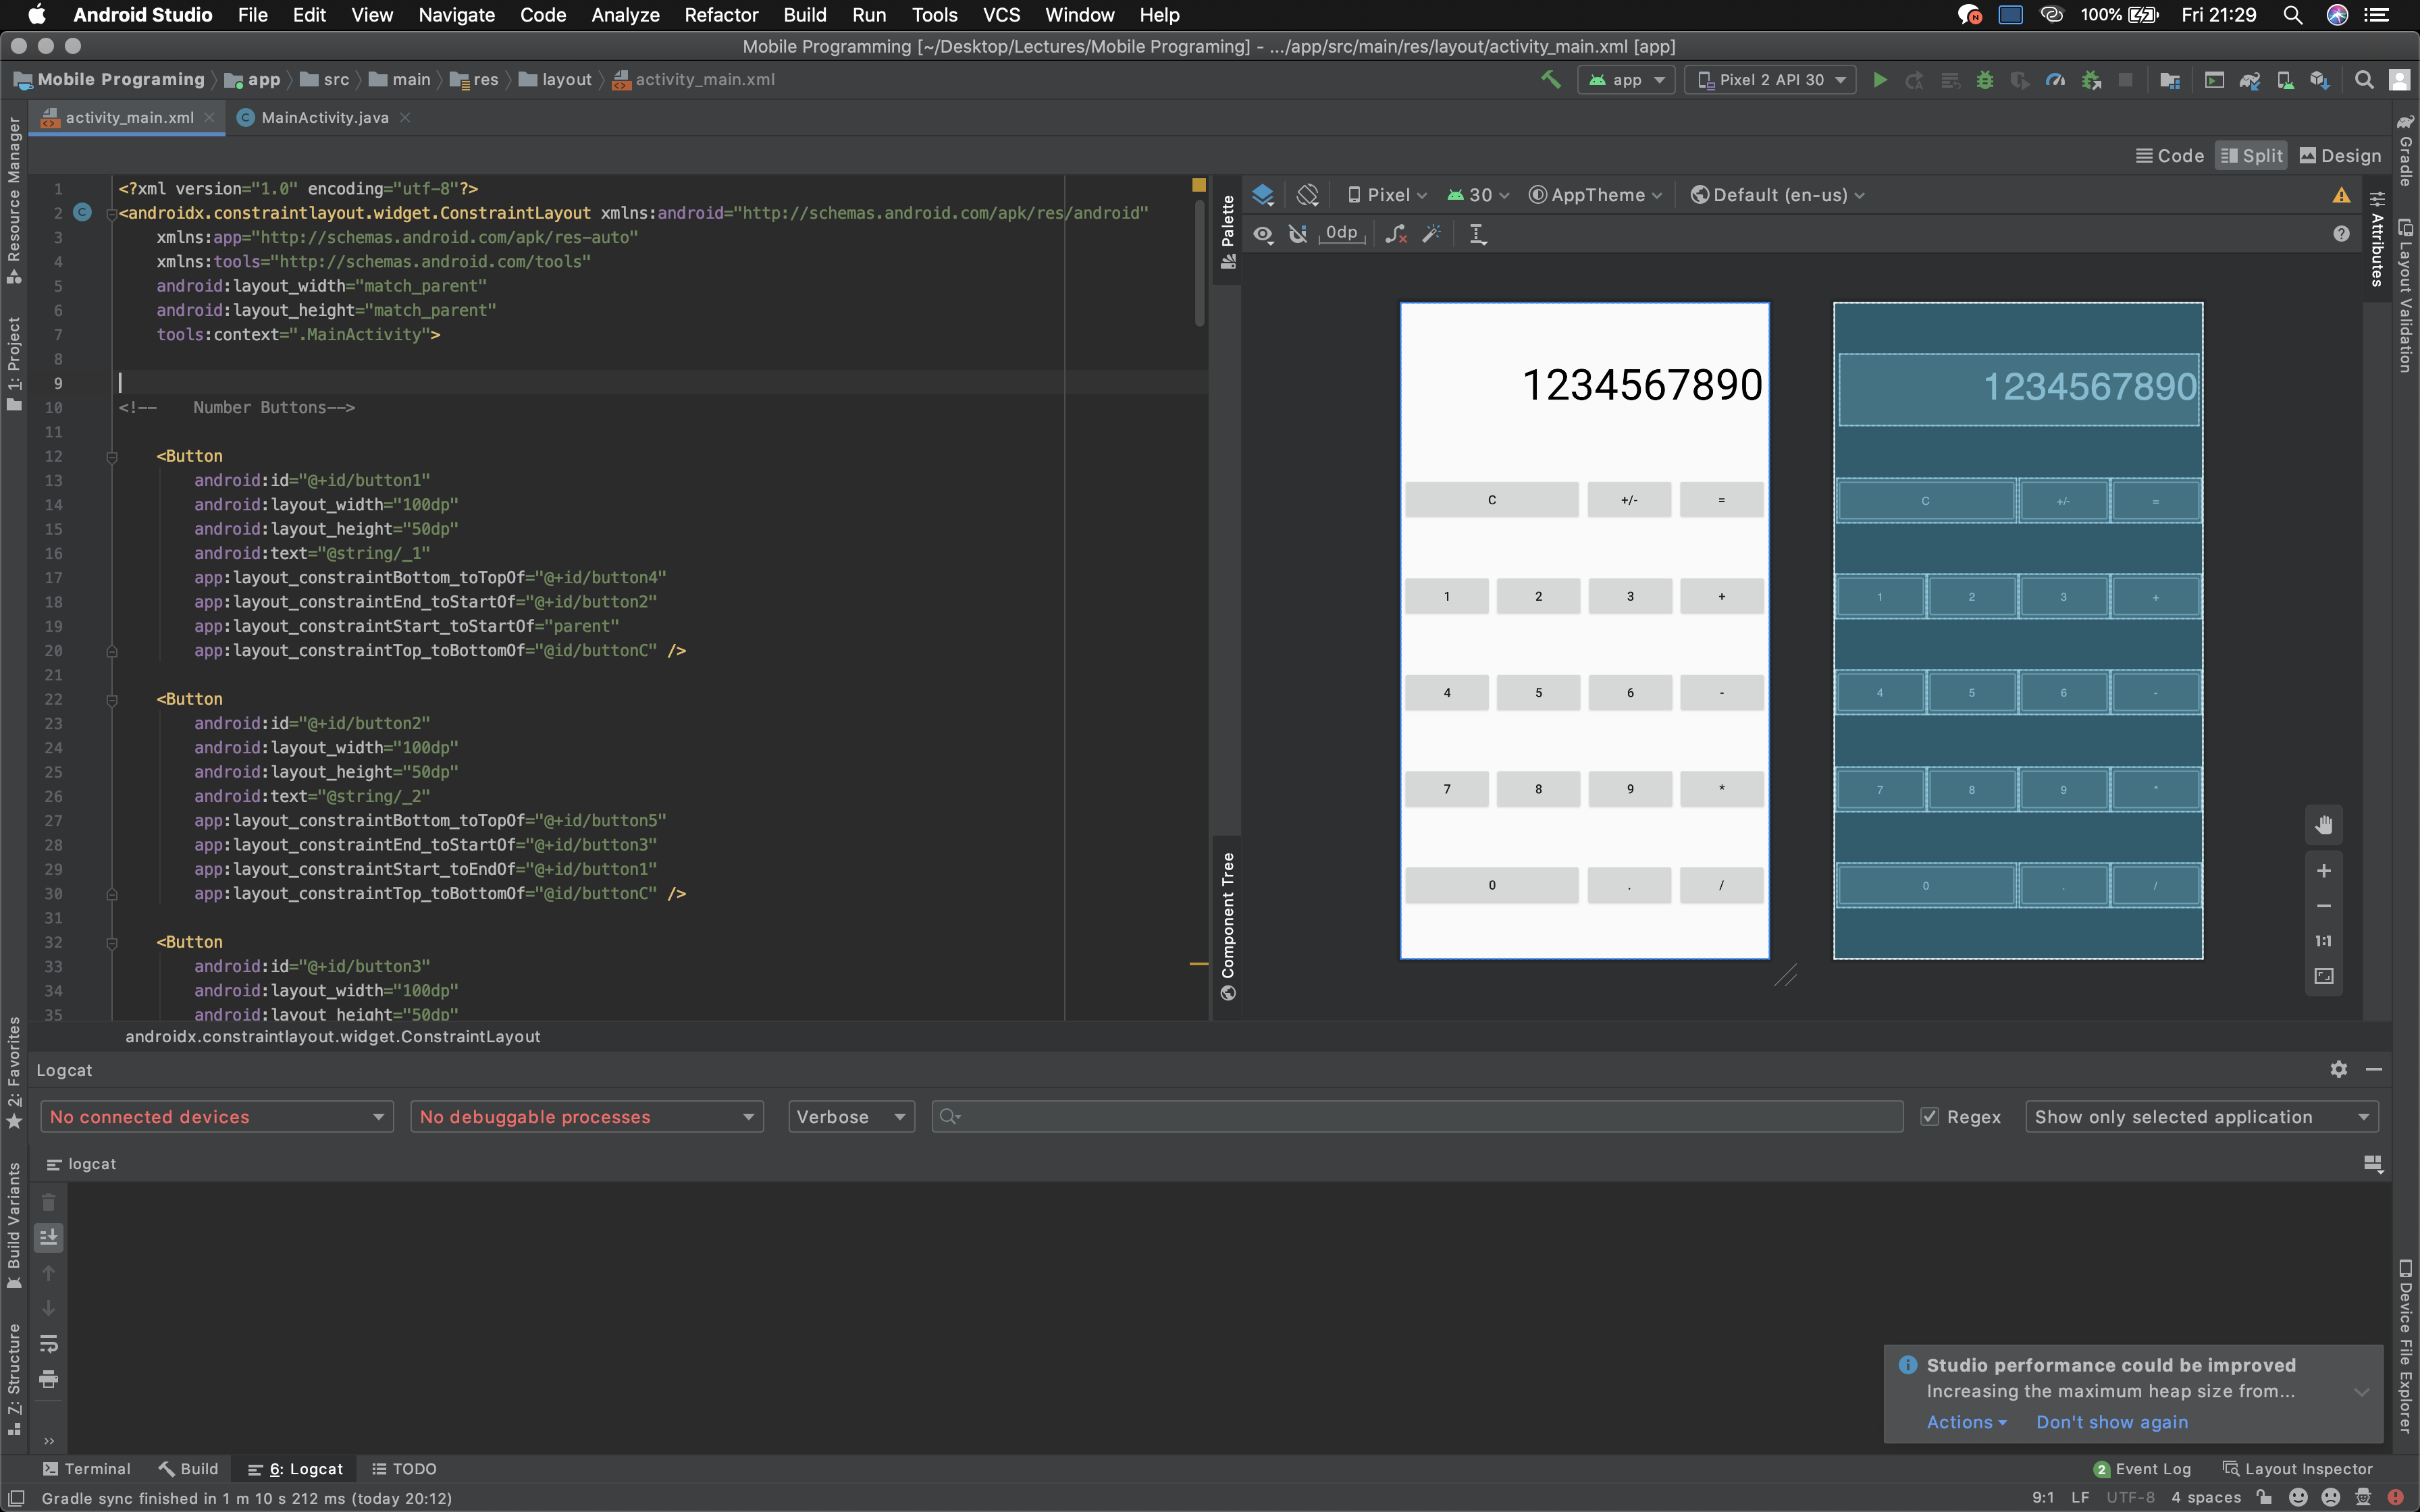 Android Studio File Edit View Navigate Code Analyze Refactor Build Run Tools VCS Window Help 100% Fri 21:29
Mobile Programming [~/Desktop/Lectures/Mobile Programing] - .../app/src/main/res/layout/activity_main.xml [app]
Mobile Programing app src main res layout activity_main.xml app Pixel 2 API 30
activity_main.xml MainActivity.java
Code Split Design
Resource Manager
1: Project
2: Favorites
Build Variants
Z: Structure
1 <?xml version="1.0" encoding="utf-8"?>
2 <androidx.constraintlayout.widget.ConstraintLayout xmlns:android="http://schemas.android.com/apk/res/android"
3 xmlns:app="http://schemas.android.com/apk/res-auto"
4 xmlns:tools="http://schemas.android.com/tools"
5 android:layout_width="match_parent"
6 android:layout_height="match_parent"
7 tools:context=".MainActivity">
8
9
10 <!-- Number Buttons-->
11
12 <Button
13 android:id="@+id/button1"
14 android:layout_width="100dp"
15 android:layout_height="50dp"
16 android:text="@string/_1"
17 app:layout_constraintBottom_toTopOf="@+id/button4"
18 app:layout_constraintEnd_toStartOf="@+id/button2"
19 app:layout_constraintStart_toStartOf="parent"
20 app:layout_constraintTop_toBottomOf="@id/buttonC" />
21
22 <Button
23 android:id="@+id/button2"
24 android:layout_width="100dp"
25 android:layout_height="50dp"
26 android:text="@string/_2"
27 app:layout_constraintBottom_toTopOf="@+id/button5"
28 app:layout_constraintEnd_toStartOf="@+id/button3"
29 app:layout_constraintStart_toEndOf="@+id/button1"
30 app:layout_constraintTop_toBottomOf="@id/buttonC" />
31
32 <Button
33 android:id="@+id/button3"
34 android:layout_width="100dp"
35 android:layout_height="50dp"
androidx.constraintlayout.widget.ConstraintLayout
Palette
Component Tree
Pixel 30 AppTheme Default (en-us)
0dp
1234567890
C +/- =
1 2 3 +
4 5 6 -
7 8 9 *
0 . /
1234567890
C +/- =
1 2 3 +
4 5 6 -
7 8 9 *
0 . /
1:1
Attributes
Gradle
Layout Validation
Device File Explorer
Logcat
No connected devices No debuggable processes Verbose Regex Show only selected application
logcat
Studio performance could be improved
Increasing the maximum heap size from...
Actions Don't show again
Terminal Build 6: Logcat TODO 2 Event Log Layout Inspector
Gradle sync finished in 1 m 10 s 212 ms (today 20:12) 9:1 LF UTF-8 4 spaces